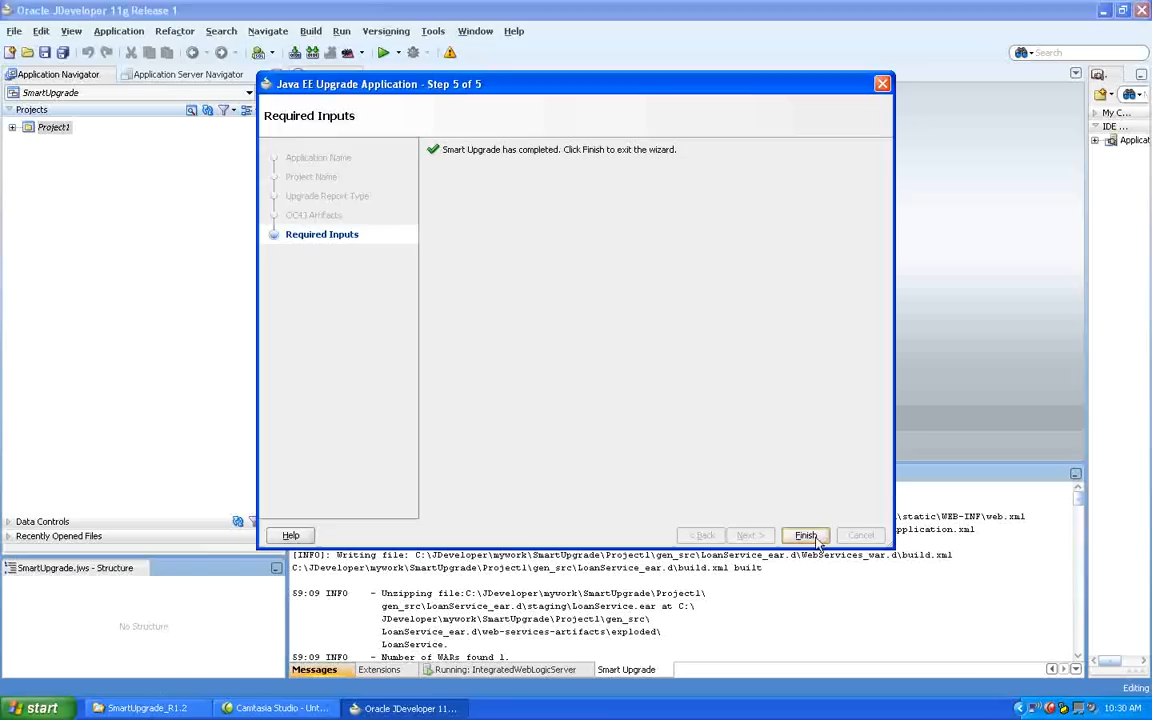 Oracle JDeveloper 11g Release 1
File Edit View Application Refactor Search Navigate Build Run Versioning Tools Window Help
Search
Application Navigator Application Server Navigator
SmartUpgrade
Projects
Project1
Java EE Upgrade Application - Step 5 of 5
Required Inputs
Application Name
Project Name
Upgrade Report Type
OC4J Artifacts
Required Inputs
Smart Upgrade has completed. Click Finish to exit the wizard.
Help < Back Next > Finish Cancel
My C...
IDE ...
Applicat
Data Controls
Recently Opened Files
SmartUpgrade.jws - Structure
No Structure
\static\WEB-INF\web.xml
pplication.xml
[INFO]: Writing file: C:\JDeveloper\mywork\SmartUpgrade\Project1\gen_src\LoanService_ear.d\WebServices_war.d\build.xml
C:\JDeveloper\mywork\SmartUpgrade\Project1\gen_src\LoanService_ear.d\build.xml built
59:09 INFO - Unzipping file:C:\JDeveloper\mywork\SmartUpgrade\Project1\
gen_src\LoanService_ear.d\staging\LoanService.ear at C:\
JDeveloper\mywork\SmartUpgrade\Project1\gen_src\
LoanService_ear.d\web-services-artifacts\exploded\
LoanService.
59:09 INFO - Number of WARs found 1.
Messages Extensions Running: IntegratedWebLogicServer Smart Upgrade
Editing
start SmartUpgrade_R1.2 Camtasia Studio - Unt... Oracle JDeveloper 11... 10:30 AM